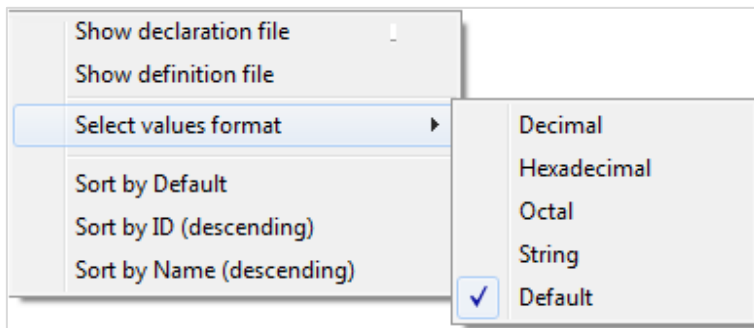 Show declaration file
Show definition file
Select values format
Sort by Default
Sort by ID (descending)
Sort by Name (descending)
Decimal
Hexadecimal
Octal
String
Default